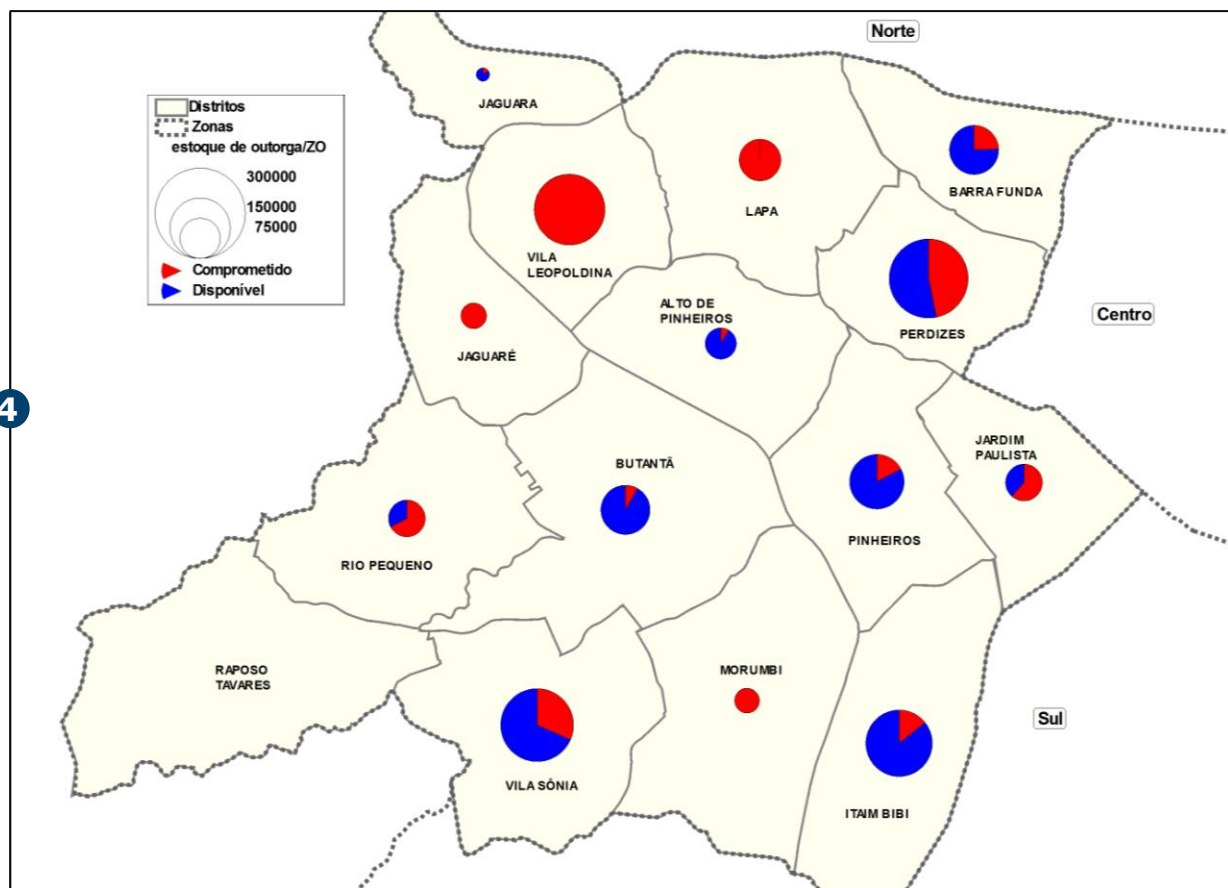 Norte
JAGUARA
Distritos
Zonas
estoque de outorga/ZO
300000
150000
75000
Comprometido
Disponível
LAPA
BARRA FUNDA
VILA
LEOPOLDINA
ALTO DE
PINHEIROS
PERDIZES
Centro
JAGUARÉ
4
JARDIM
PAULISTA
BUTANTÃ
PINHEIROS
RIO PEQUENO
RAPOSO
TAVARES
MORUMBI
Sul
VILA SÔNIA
ITAIM BIBI